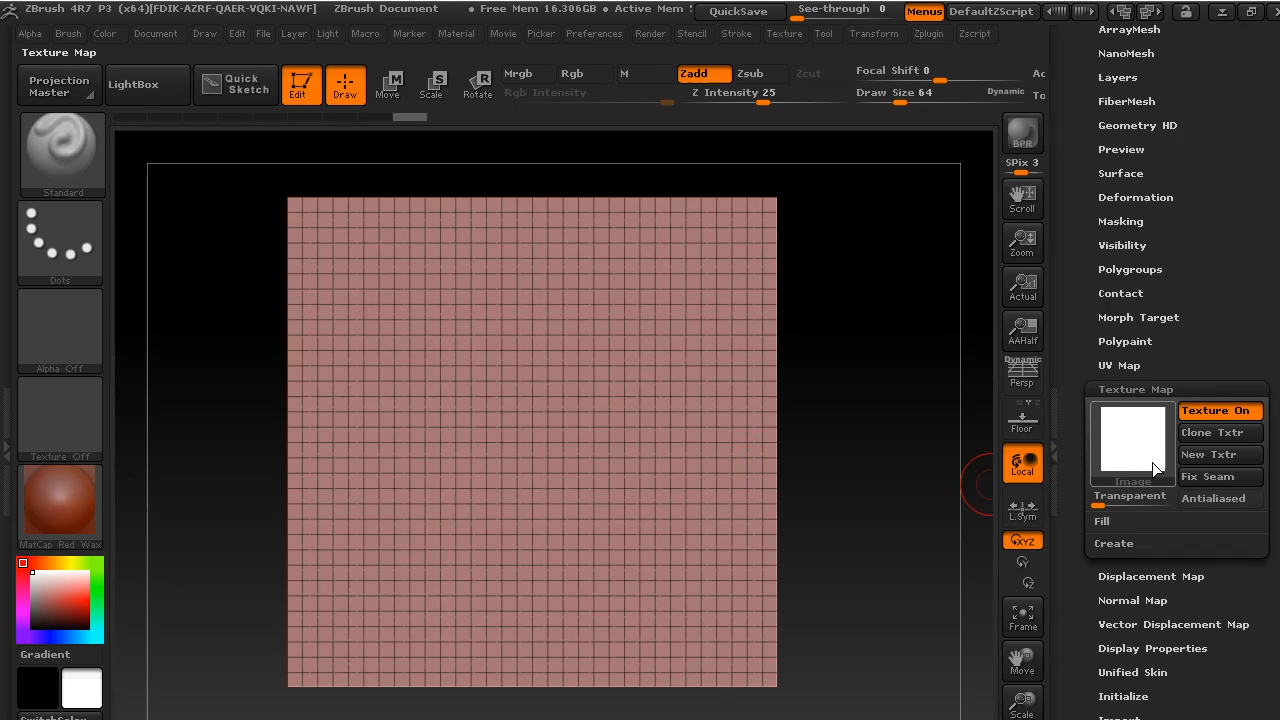 ZBrush 4R7 P3 (x64)[FDIK-AZRF-QAER-VQKI-NAWF] ZBrush Document • Free Mem 16.306GB • Active Mem QuickSave See-through 0 Menus DefaultZScript
Alpha Brush Color Document Draw Edit File Layer Light Macro Marker Material Movie Picker Preferences Render Stencil Stroke Texture Tool Transform Zplugin Zscript
Texture Map
Projection Master
LightBox
Quick Sketch
Edit
Draw
Move
Scale
Rotate
Mrgb Rgb M Zadd Zsub Zcut
Rgb Intensity
Z Intensity 25
Focal Shift 0
Draw Size 64
Dynamic
Ac
To
Standard
Dots
Alpha Off
Texture Off
MatCap Red Wax
Gradient
SwitchColor
BPR
SPix 3
Scroll
Zoom
Actual
AAHalf
Dynamic
Persp
Floor
Local
L.Sym
XYZ
Y
Z
Frame
Move
Scale
ArrayMesh
NanoMesh
Layers
FiberMesh
Geometry HD
Preview
Surface
Deformation
Masking
Visibility
Polygroups
Contact
Morph Target
Polypaint
UV Map
Texture Map
Image
Texture On
Clone Txtr
New Txtr
Fix Seam
Transparent
Antialiased
Fill
Create
Displacement Map
Normal Map
Vector Displacement Map
Display Properties
Unified Skin
Initialize
Import